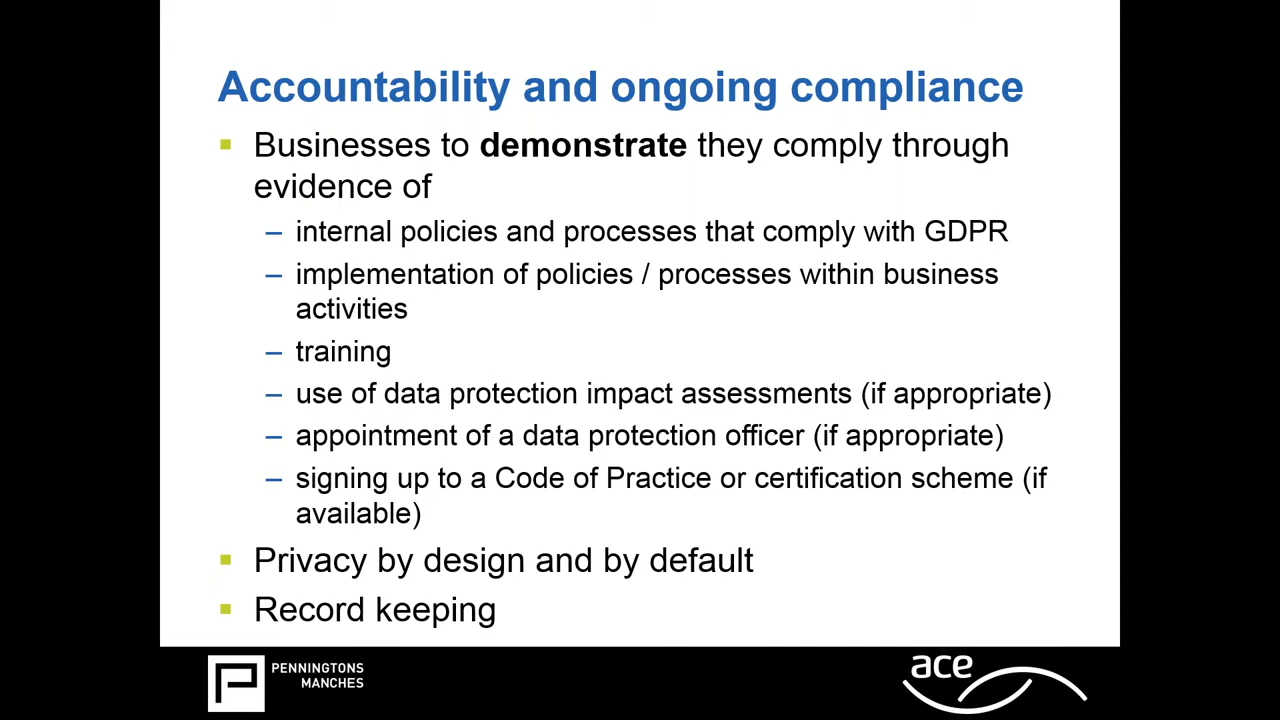 Accountability and ongoing compliance
▪ Businesses to demonstrate they comply through
evidence of
– internal policies and processes that comply with GDPR
– implementation of policies / processes within business
activities
– training
– use of data protection impact assessments (if appropriate)
– appointment of a data protection officer (if appropriate)
– signing up to a Code of Practice or certification scheme (if
available)
▪ Privacy by design and by default
▪ Record keeping
PENNINGTONS
MANCHES
ace